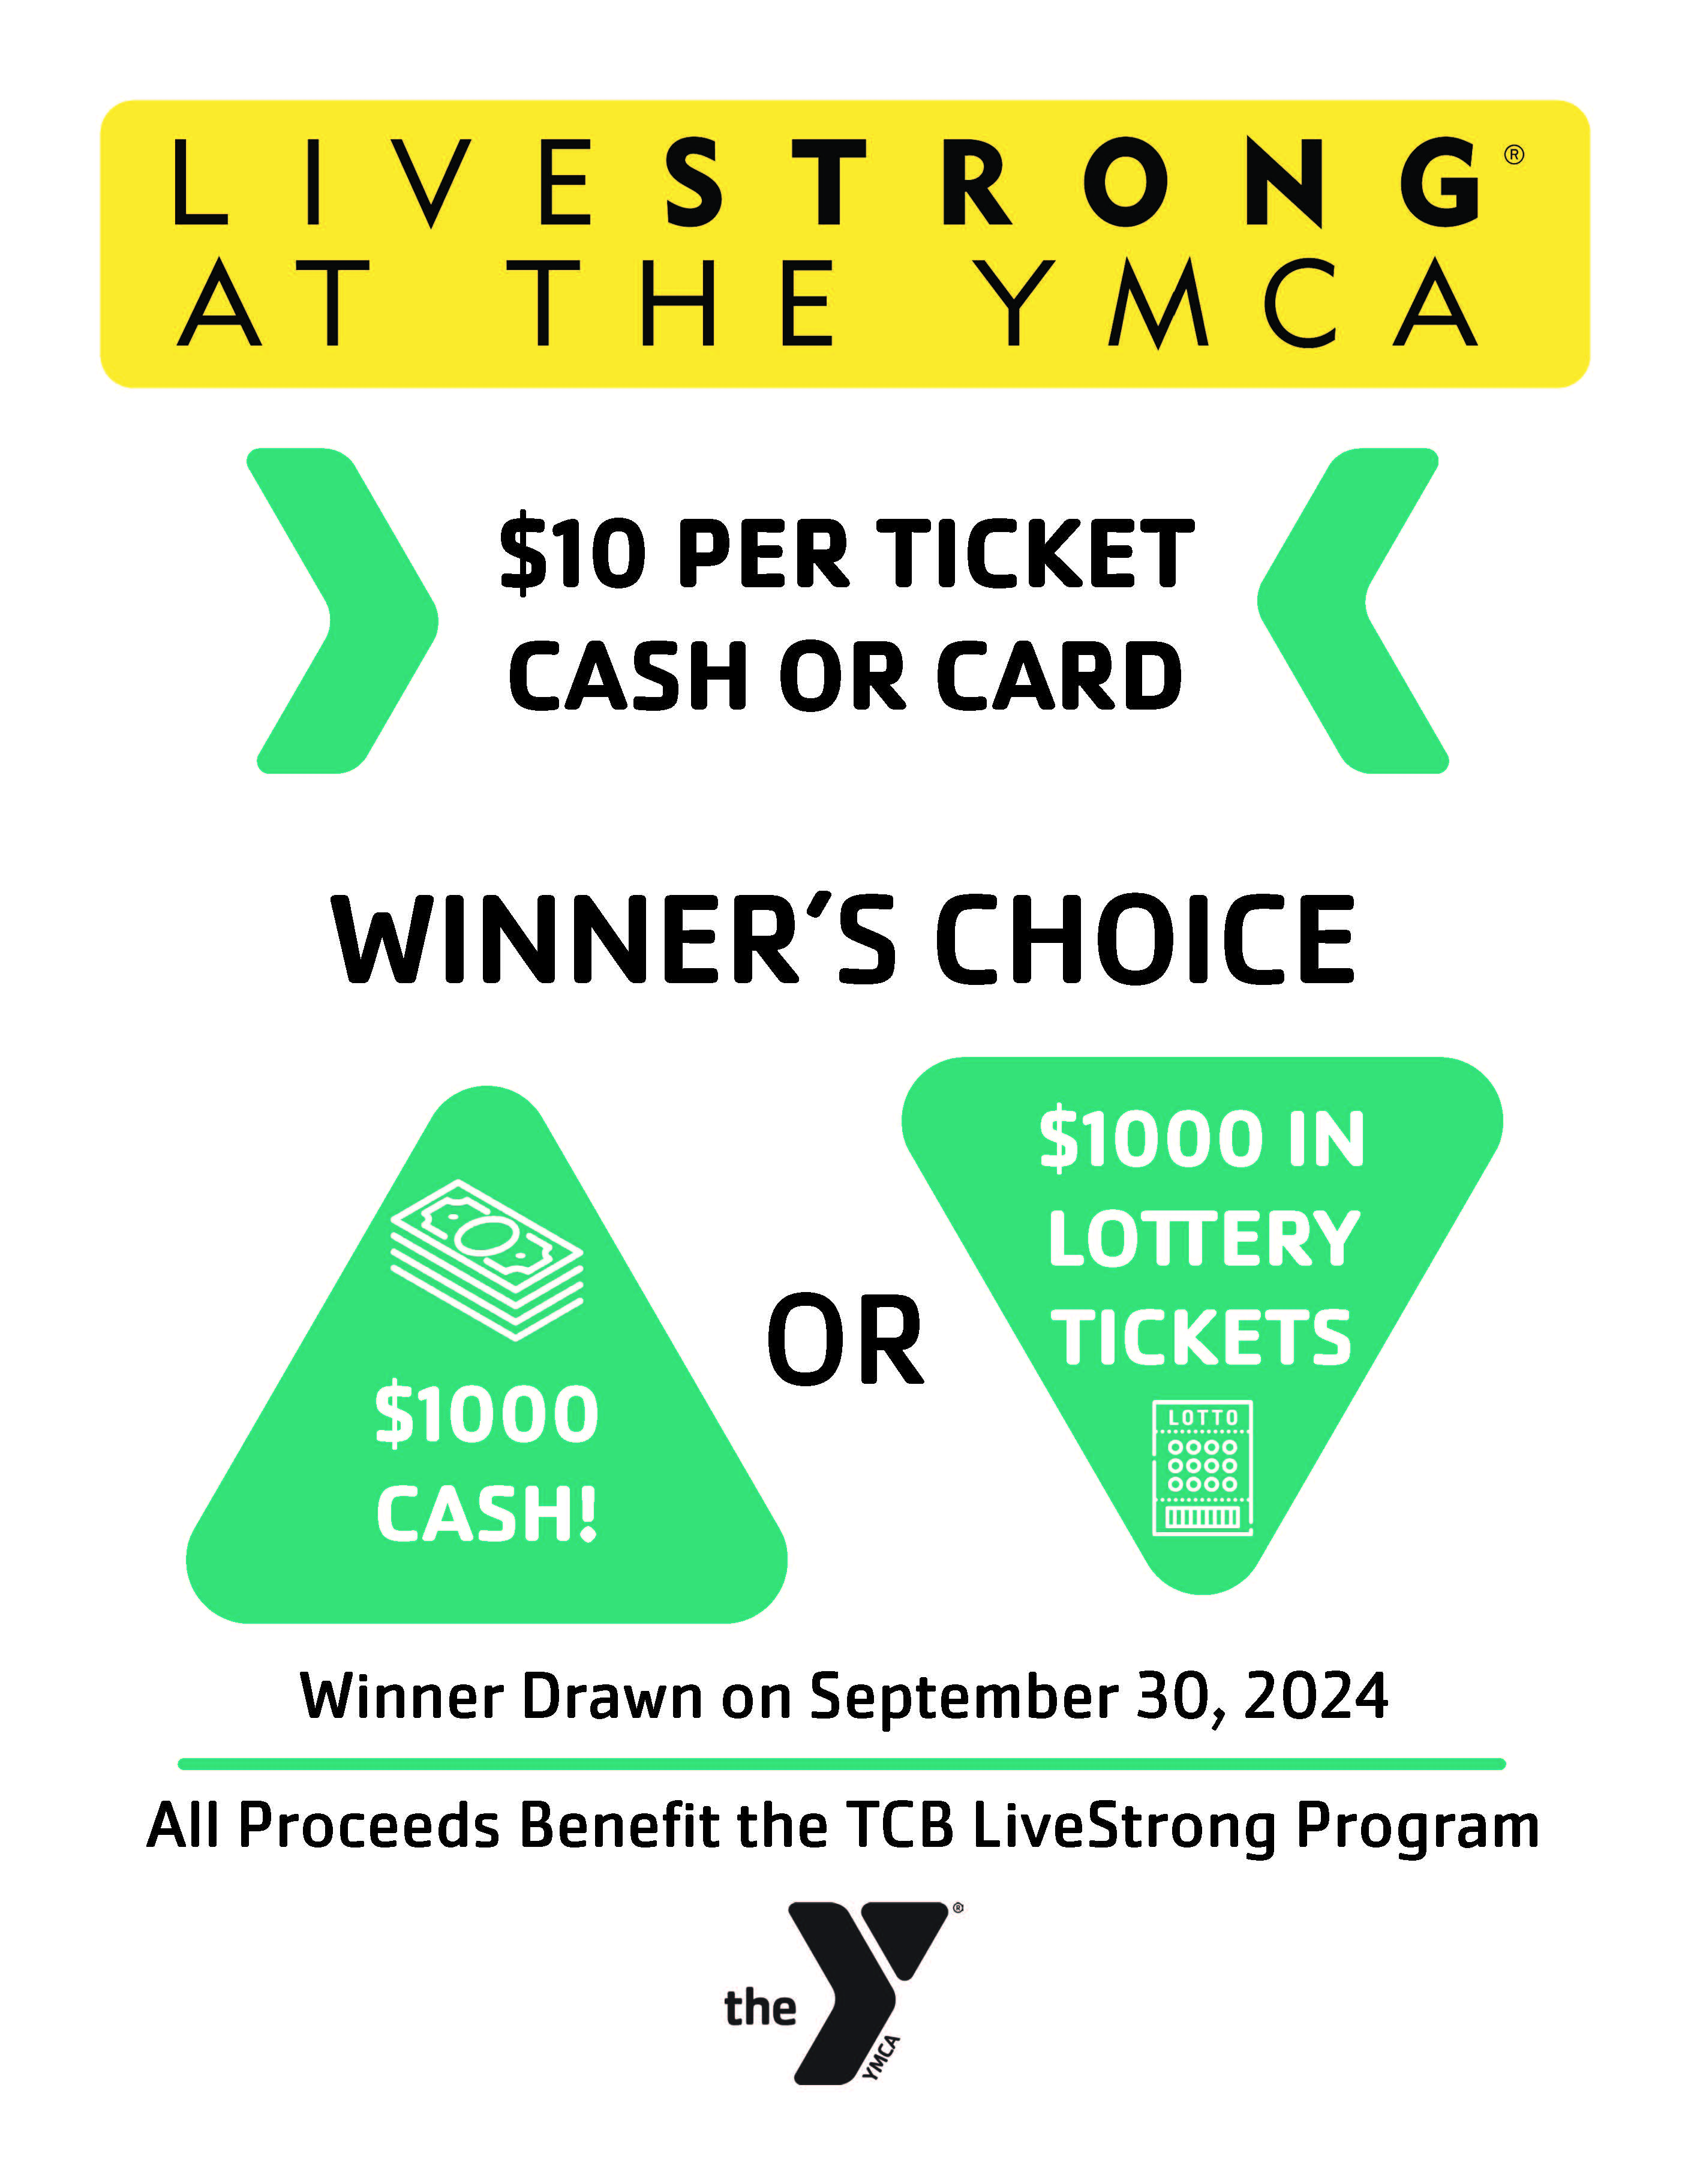 LIVESTRONG®
AT THE YMCA
$10 PER TICKET
CASH OR CARD
WINNER'S CHOICE
$1000
CASH!
OR
$1000 IN
LOTTERY
TICKETS
LOTTO
Winner Drawn on September 30, 2024
All Proceeds Benefit the TCB LiveStrong Program
the Y®
YMCA